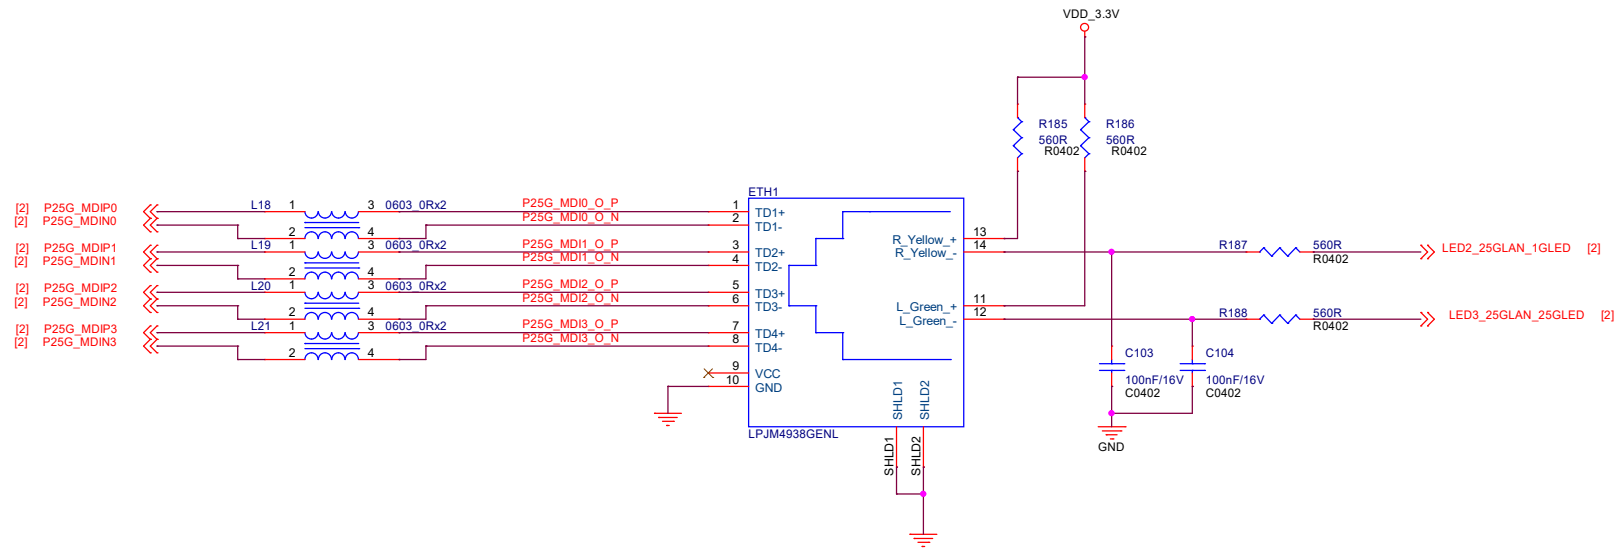 VDD_3.3V
R185
560R
R0402
R186
560R
R0402
ETH1
[2] P25G_MDIP0
[2] P25G_MDIN0
L18 1 3 0603_0Rx2
2 4
P25G_MDI0_O_P
P25G_MDI0_O_N
1 TD1+
2 TD1-
[2] P25G_MDIP1
[2] P25G_MDIN1
L19 1 3 0603_0Rx2
2 4
P25G_MDI1_O_P
P25G_MDI1_O_N
3 TD2+
4 TD2-
[2] P25G_MDIP2
[2] P25G_MDIN2
L20 1 3 0603_0Rx2
2 4
P25G_MDI2_O_P
P25G_MDI2_O_N
5 TD3+
6 TD3-
[2] P25G_MDIP3
[2] P25G_MDIN3
L21 1 3 0603_0Rx2
2 4
P25G_MDI3_O_P
P25G_MDI3_O_N
7 TD4+
8 TD4-
9 VCC
10 GND
R_Yellow_+ 13
R_Yellow_- 14
L_Green_+ 11
L_Green_- 12
SHLD1
SHLD2
LPJM4938GENL
SHLD1
SHLD2
R187 560R
R0402
LED2_25GLAN_1GLED [2]
R188 560R
R0402
LED3_25GLAN_25GLED [2]
C103
100nF/16V
C0402
C104
100nF/16V
C0402
GND